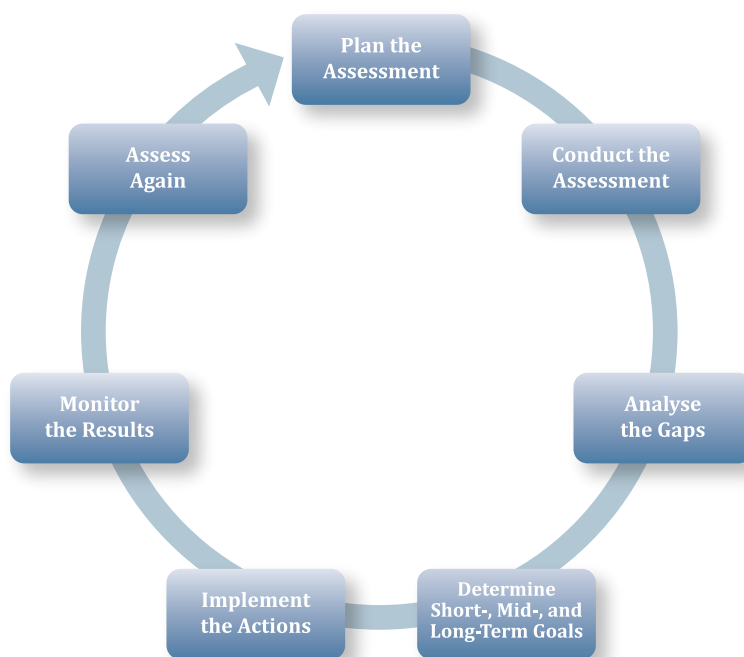 Plan the
Assessment
Conduct the
Assessment
Analyse
the Gaps
Determine
Short-, Mid-, and
Long-Term Goals
Implement
the Actions
Monitor
the Results
Assess
Again